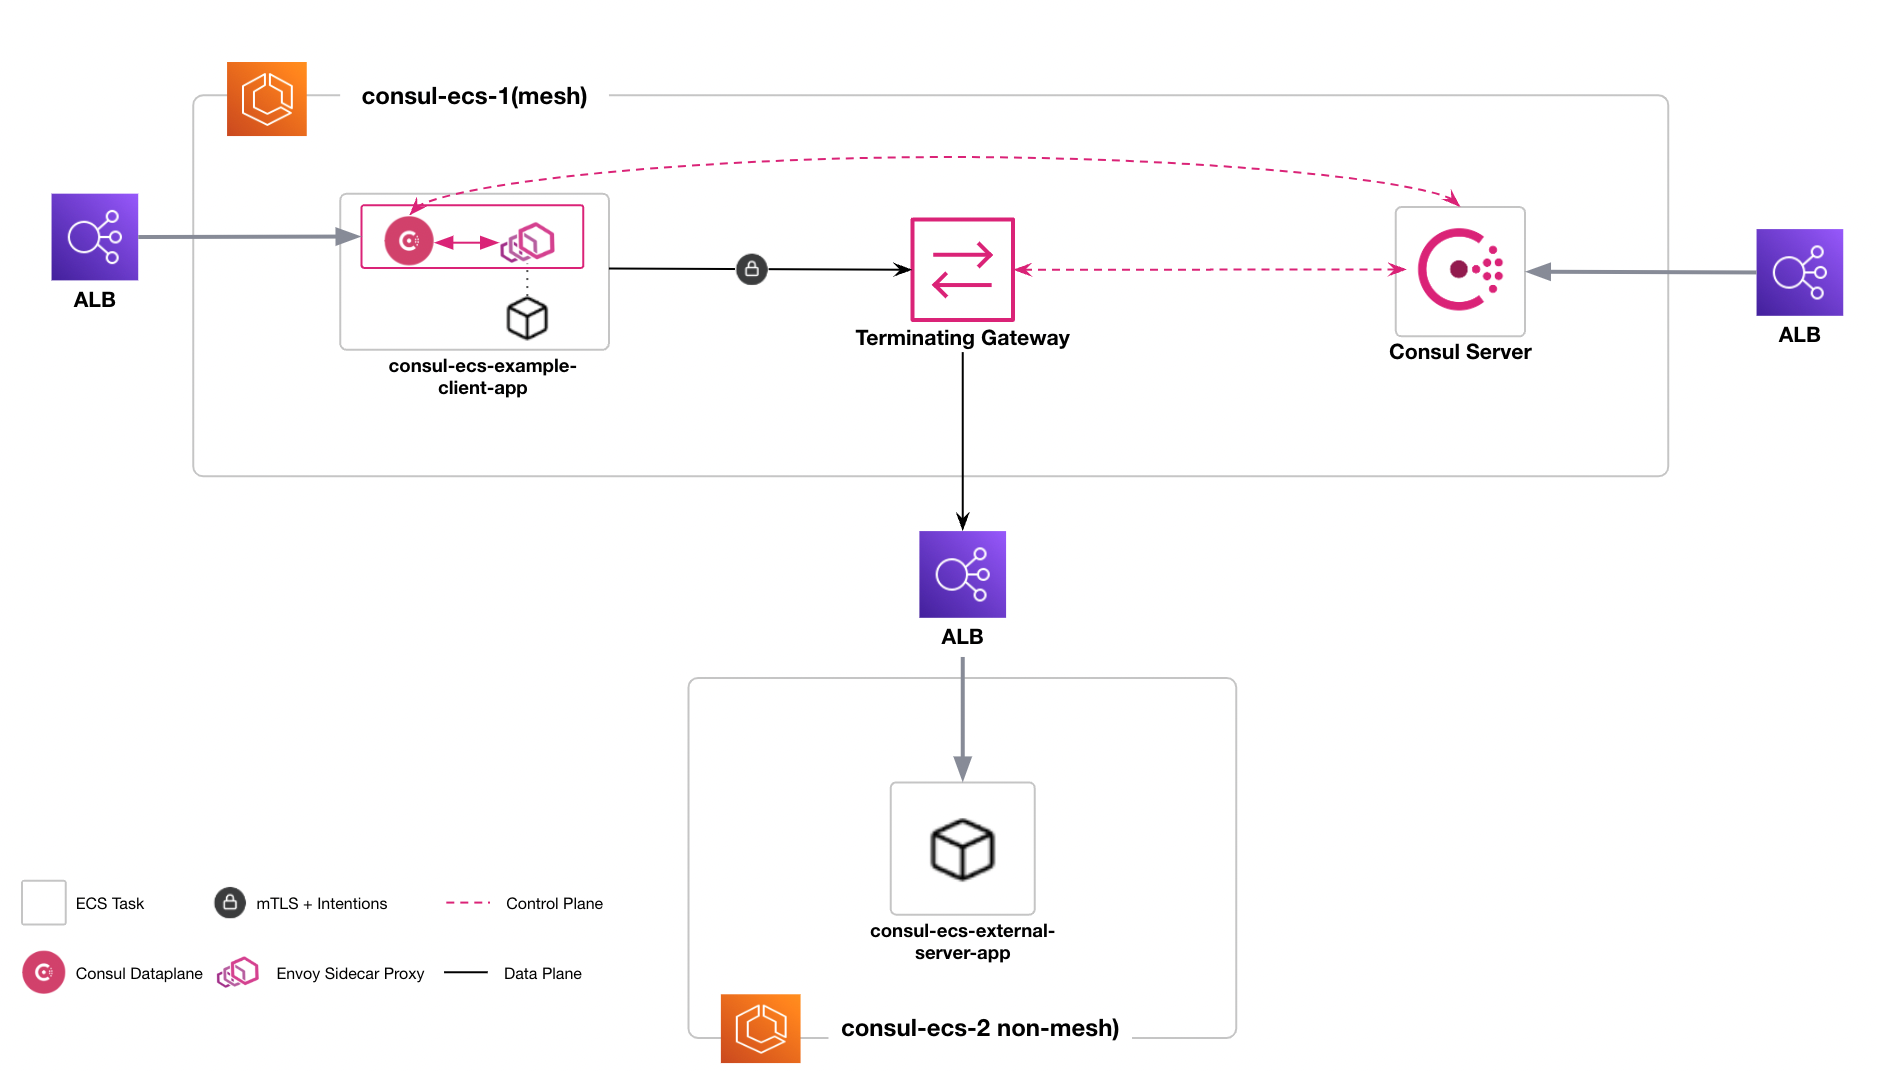 consul-ecs-1(mesh)
ALB
consul-ecs-example-
client-app
Terminating Gateway
Consul Server
ALB
ALB
consul-ecs-external-
server-app
consul-ecs-2 non-mesh)
ECS Task
mTLS + Intentions
Control Plane
Consul Dataplane
Envoy Sidecar Proxy
Data Plane